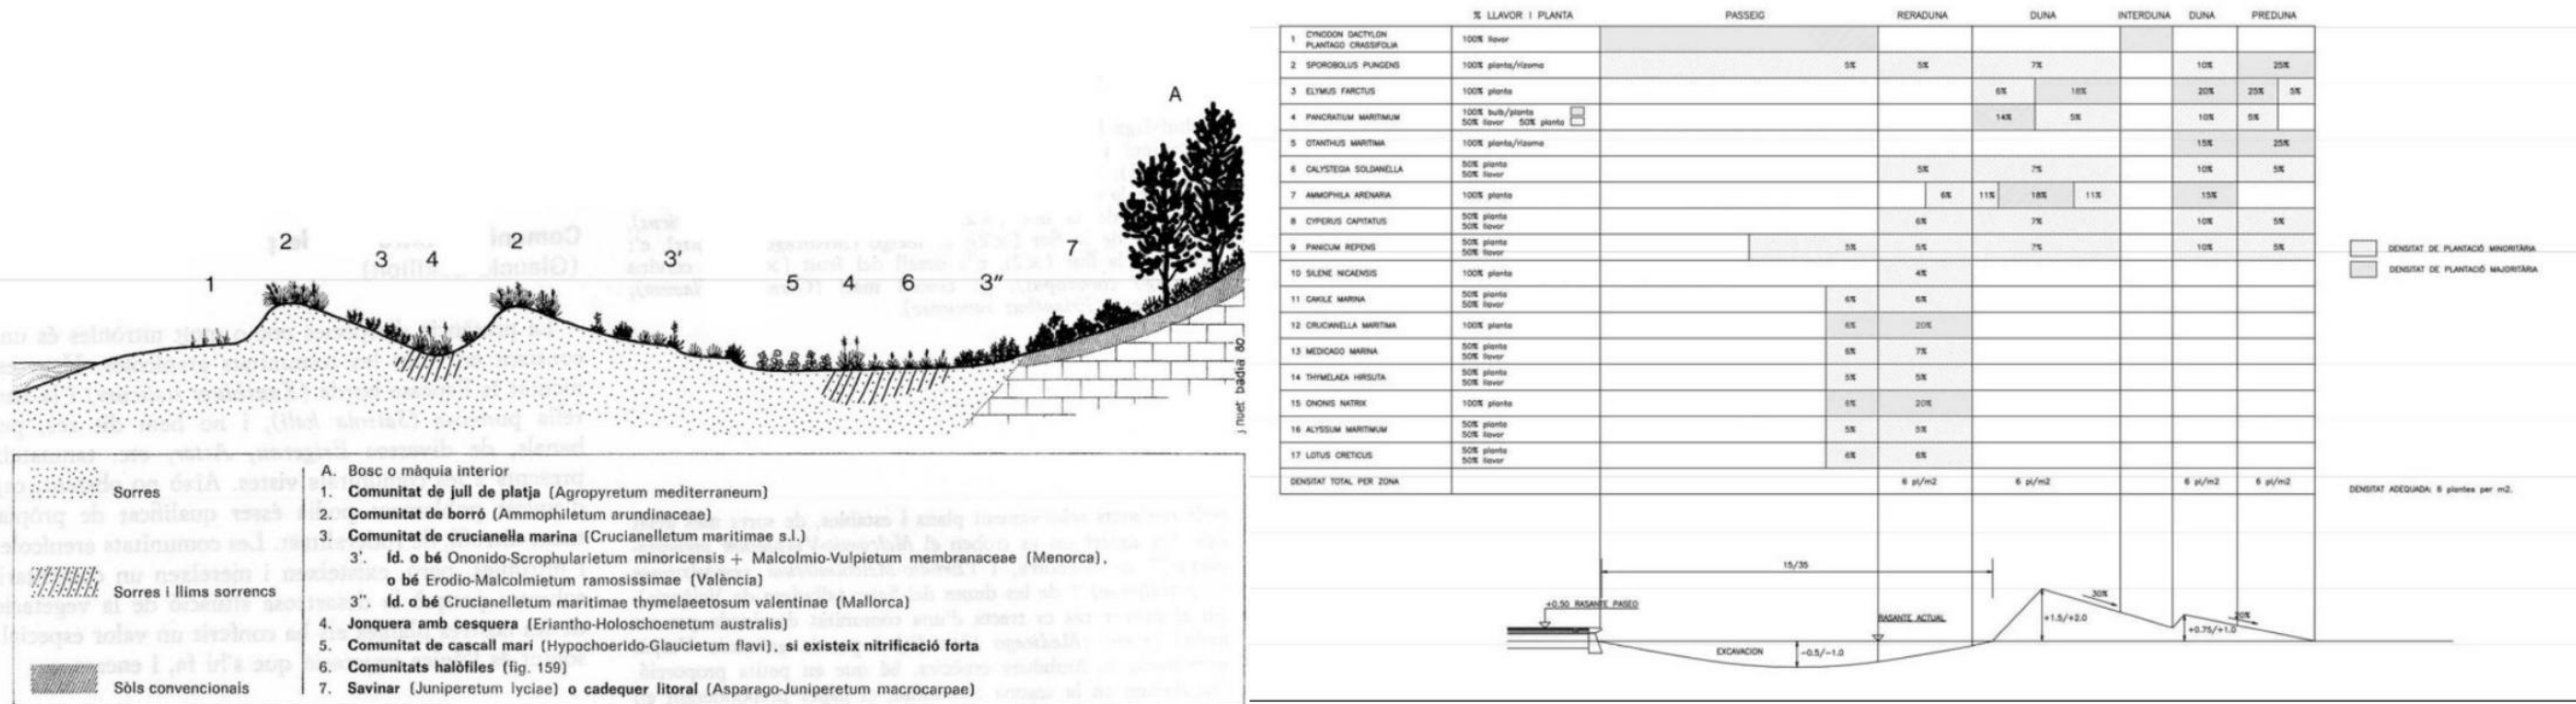 A
2
2
3
4
3'
7
1
5
4
6
3"
j nuet badia 80.
Sorres
Sorres i llims sorrencs
Sòls convencionals
A. Bosc o màquia interior
1. Comunitat de jull de platja (Agropyretum mediterraneum)
2. Comunitat de borró (Ammophiletum arundinaceae)
3. Comunitat de crucianella marina (Crucianelletum maritimae s.l.)
3'. Id. o bé Ononido-Scrophularietum minoricensis + Malcolmio-Vulpietum membranaceae (Menorca),
o bé Erodio-Malcolmietum ramosissimae (València)
3". Id. o bé Crucianelletum maritimae thymelaeetosum valentinae (Mallorca)
4. Jonquera amb cesquera (Eriantho-Holoschoenetum australis)
5. Comunitat de cascall marí (Hypochoerido-Glaucietum flavi), si existeix nitrificació forta
6. Comunitats halòfiles (fig. 159)
7. Savinar (Juniperetum lyciae) o cadequer litoral (Asparago-Juniperetum macrocarpae)
% LLAVOR I PLANTA PASSEIG RERADUNA DUNA INTERDUNA DUNA PREDUNA
1 CYNODON DACTYLON
PLANTAGO CRASSIFOLIA 100% llavor
2 SPOROBOLUS PUNGENS 100% planta/rizoma 5% 5% 7% 10% 25%
3 ELYMUS FARCTUS 100% planta 6% 18% 20% 25% 5%
4 PANCRATIUM MARITIMUM 100% bulb/planta
50% llavor 50% planta 14% 5% 10% 5%
5 OTANTHUS MARITIMA 100% planta/rizoma 15% 25%
6 CALYSTEGIA SOLDANELLA 50% planta
50% llavor 5% 7% 10% 5%
7 AMMOPHILA ARENARIA 100% planta 6% 11% 18% 11% 15%
8 CYPERUS CAPITATUS 50% planta
50% llavor 6% 7% 10% 5%
9 PANICUM REPENS 50% planta
50% llavor 5% 5% 7% 10% 5%
10 SILENE NICAENSIS 100% planta 4%
11 CAKILE MARINA 50% planta
50% llavor 6% 6%
12 CRUCIANELLA MARITIMA 100% planta 6% 20%
13 MEDICAGO MARINA 50% planta
50% llavor 6% 7%
14 THYMELAEA HIRSUTA 50% planta
50% llavor 5% 5%
15 ONONIS NATRIX 100% planta 6% 20%
16 ALYSSUM MARITIMUM 50% planta
50% llavor 5% 5%
17 LOTUS CRETICUS 50% planta
50% llavor 6% 6%
DENSITAT TOTAL PER ZONA 6 pl/m2 6 pl/m2 6 pl/m2 6 pl/m2
DENSITAT DE PLANTACIÓ MINORITÀRIA
DENSITAT DE PLANTACIÓ MAJORITÀRIA
DENSITAT ADEQUADA: 6 plantes per m2.
15/35
+0.50 RASANTE PASEO
RASANTE ACTUAL
EXCAVACION
-0.5/-1.0
+1.5/+2.0
30%
+0.75/+1.0
20%